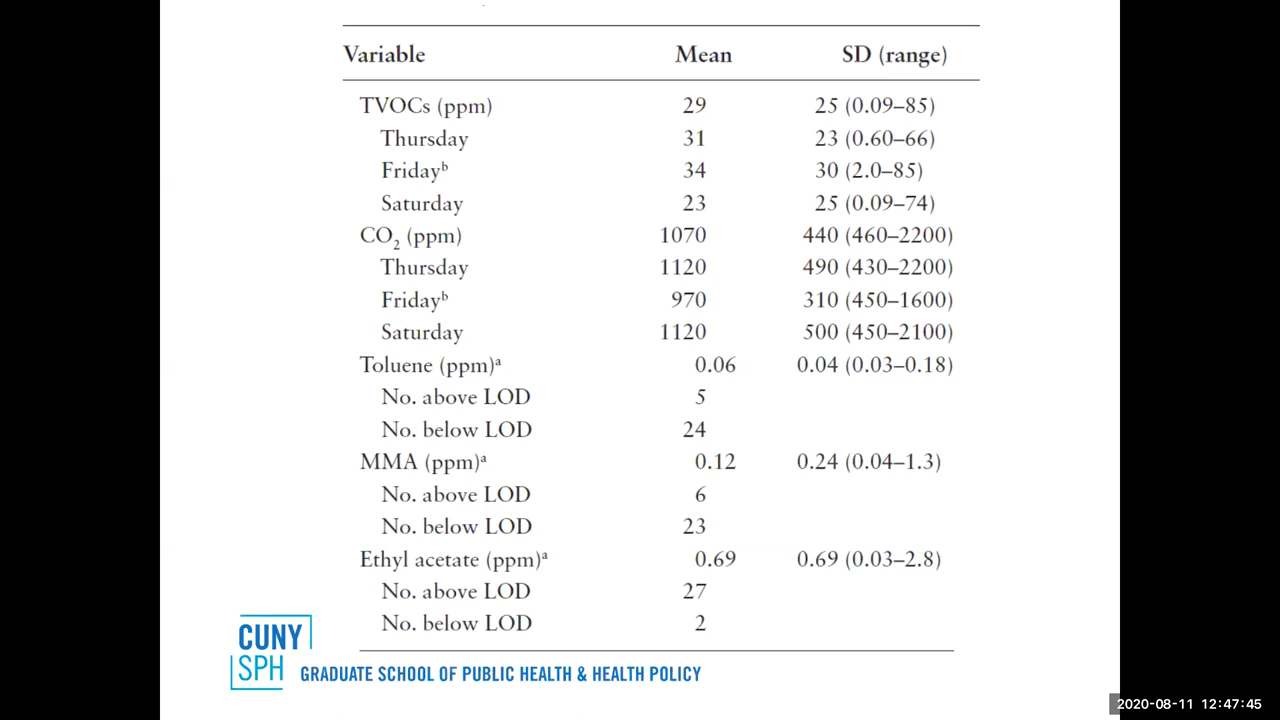 Variable Mean SD (range)
TVOCs (ppm) 29 25 (0.09–85)
Thursday 31 23 (0.60–66)
Fridayᵇ 34 30 (2.0–85)
Saturday 23 25 (0.09–74)
CO₂ (ppm) 1070 440 (460–2200)
Thursday 1120 490 (430–2200)
Fridayᵇ 970 310 (450–1600)
Saturday 1120 500 (450–2100)
Toluene (ppm)ᵃ 0.06 0.04 (0.03–0.18)
No. above LOD 5
No. below LOD 24
MMA (ppm)ᵃ 0.12 0.24 (0.04–1.3)
No. above LOD 6
No. below LOD 23
Ethyl acetate (ppm)ᵃ 0.69 0.69 (0.03–2.8)
No. above LOD 27
No. below LOD 2
CUNY
SPH GRADUATE SCHOOL OF PUBLIC HEALTH & HEALTH POLICY
2020-08-11 12:47:45